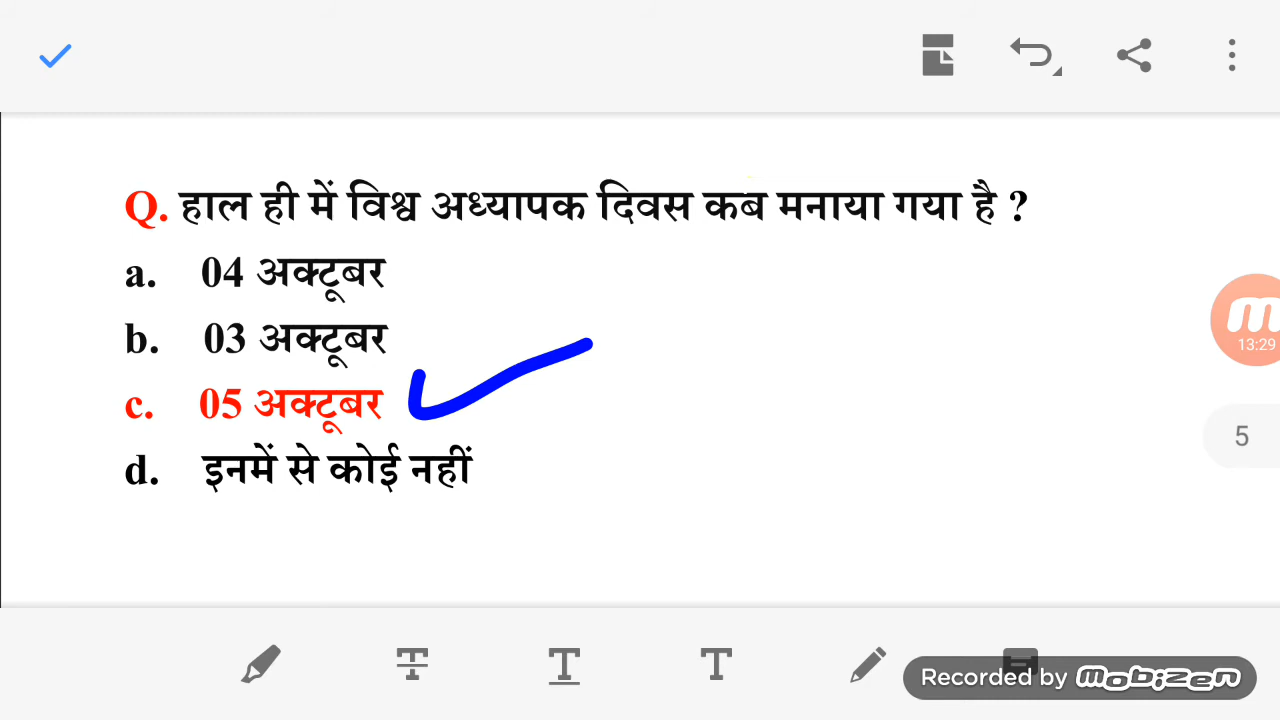 Q. हाल ही में विश्व अध्यापक दिवस कब मनाया गया है ?
a. 04 अक्टूबर
b. 03 अक्टूबर
13:29
c. 05 अक्टूबर
5
d. इनमें से कोई नहीं
T T T
Recorded by mobizen